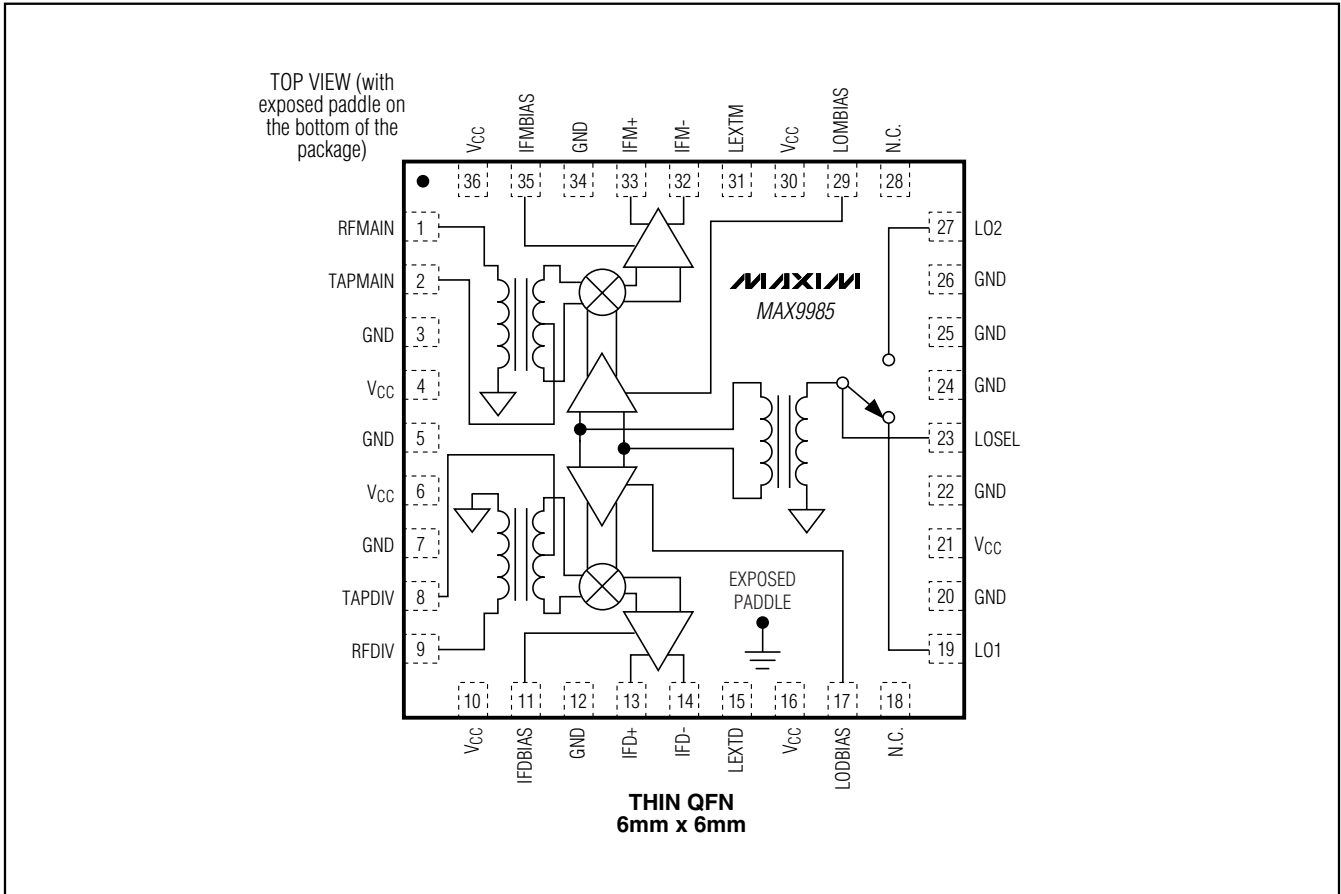 TOP VIEW (with
exposed paddle on
the bottom of the
package)
VCC
IFMBIAS
GND
IFM+
IFM-
LEXTM
VCC
LOMBIAS
N.C.
36
35
34
33
32
31
30
29
28
RFMAIN 1
TAPMAIN 2
GND 3
VCC 4
GND 5
VCC 6
GND 7
TAPDIV 8
RFDIV 9
MAXIM
MAX9985
27 LO2
26 GND
25 GND
24 GND
23 LOSEL
22 GND
21 VCC
20 GND
19 LO1
EXPOSED
PADDLE
10
11
12
13
14
15
16
17
18
VCC
IFDBIAS
GND
IFD+
IFD-
LEXTD
VCC
LODBIAS
N.C.
THIN QFN
6mm x 6mm